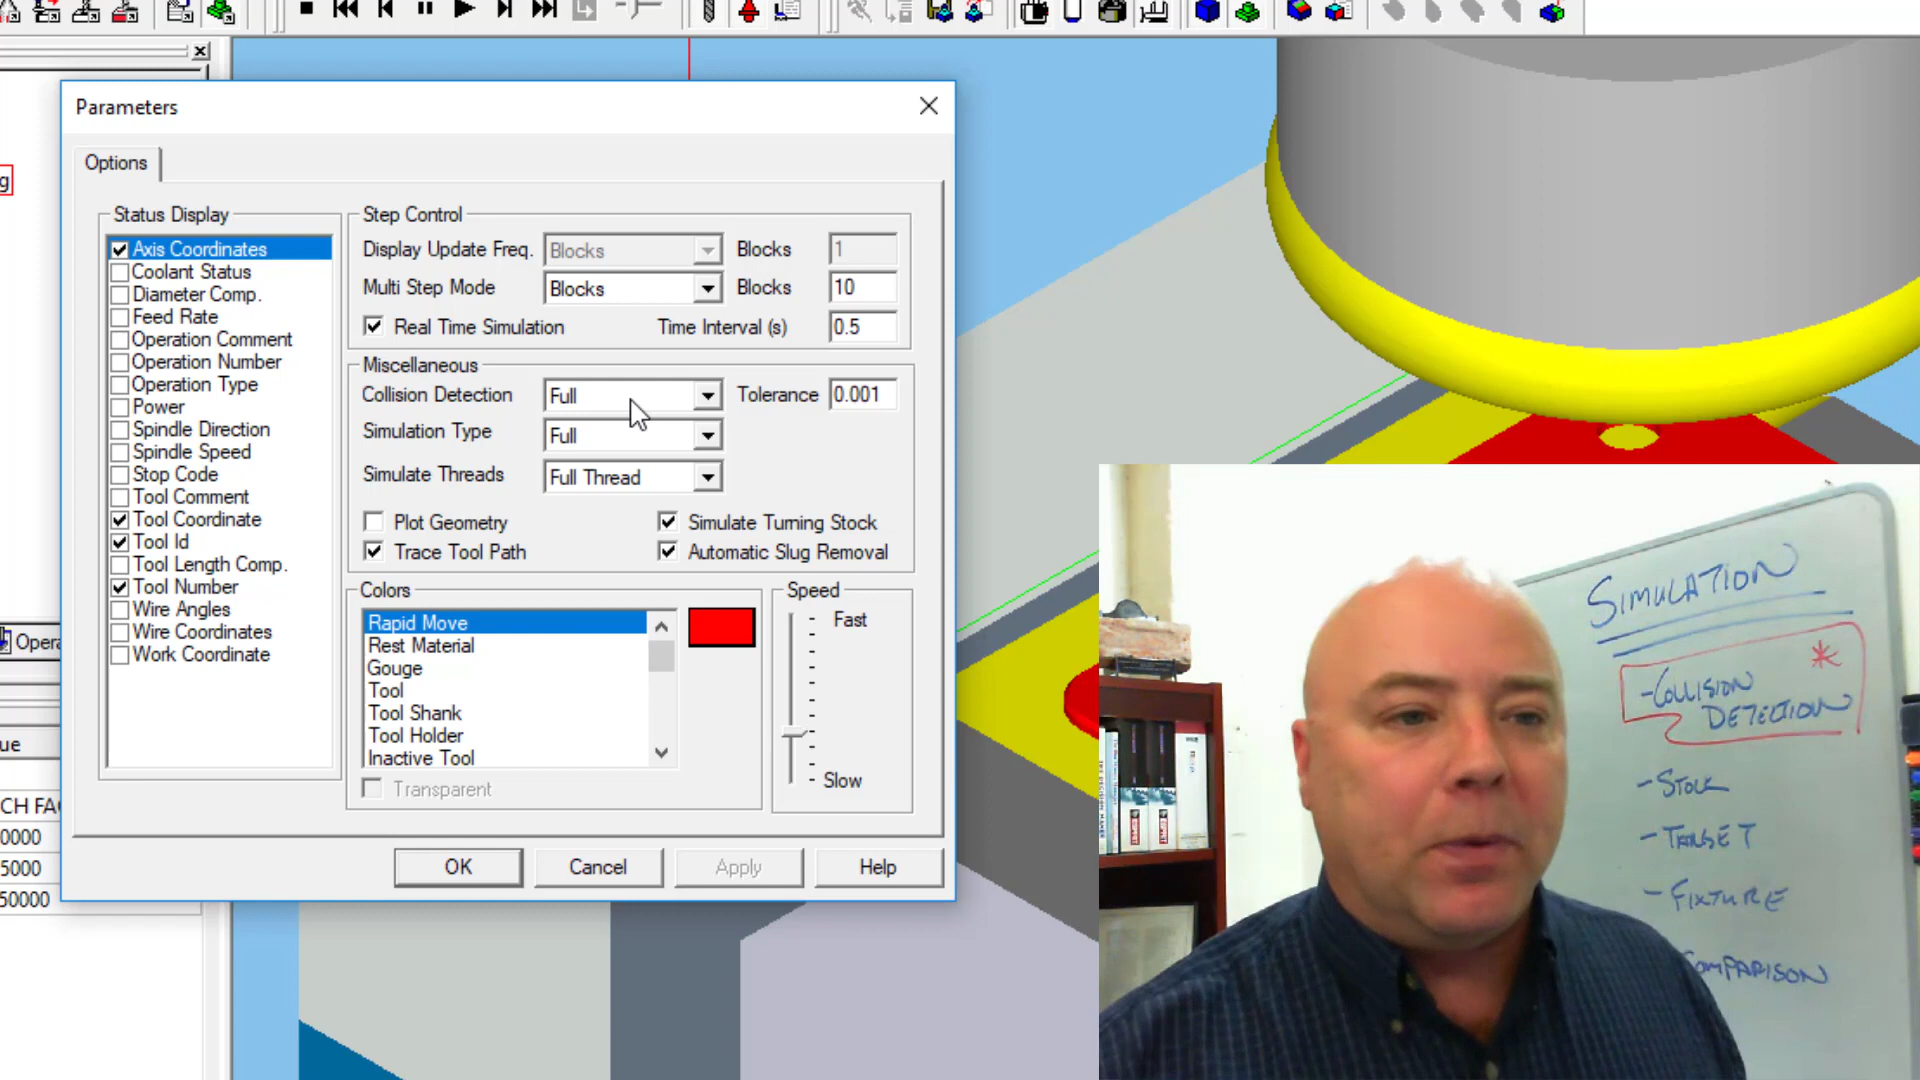 Parameters
Options
Status Display
Axis Coordinates
Coolant Status
Diameter Comp.
Feed Rate
Operation Comment
Operation Number
Operation Type
Power
Spindle Direction
Spindle Speed
Stop Code
Tool Comment
Tool Coordinate
Tool Id
Tool Length Comp.
Tool Number
Wire Angles
Wire Coordinates
Work Coordinate
Step Control
Display Update Freq. Blocks Blocks 1
Multi Step Mode Blocks Blocks 10
Real Time Simulation Time Interval (s) 0.5
Miscellaneous
Collision Detection Full Tolerance 0.001
Simulation Type Full
Simulate Threads Full Thread
Plot Geometry Simulate Turning Stock
Trace Tool Path Automatic Slug Removal
Colors
Rapid Move
Rest Material
Gouge
Tool
Tool Shank
Tool Holder
Inactive Tool
Transparent
Speed
Fast
Slow
OK Cancel Apply Help
g
Opera
ue
CH FA
0000
5000
50000
SIMULATION
- COLLISION *
DETECTION
- STOCK
- TARGET
- FIXTURE
COMPARISON
ESPRIT
ESPRIT